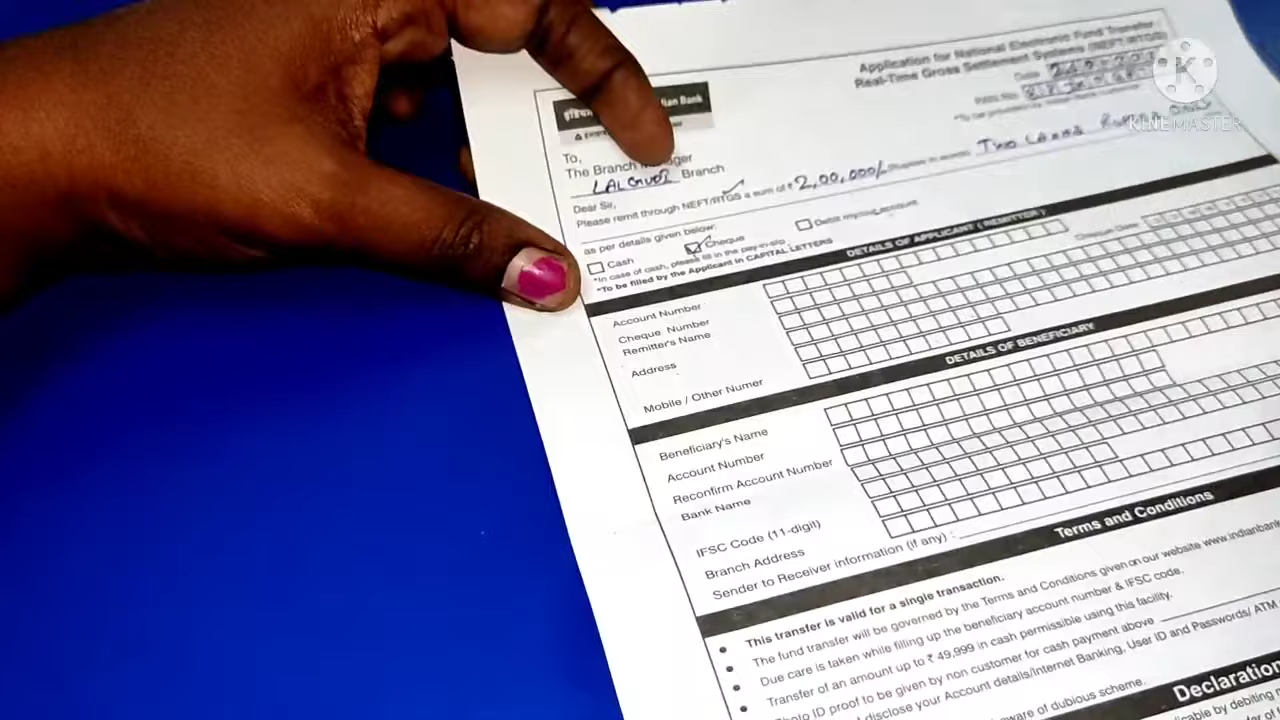 Application for National Electronic Fund Transfer
Real-Time Gross Settlement Systems (NEFT/RTGS)
Date
इंडियन Indian Bank
To,
The Branch Manager
LALGUDI Branch
Dear Sir,
Please remit through NEFT/RTGS a sum of ₹ 2,00,000/- (Rupees in words) TWO LAKHS RUPEES ONLY
as per details given below:
Cash Cheque Debit my/our account
*In case of cash, please fill in the pay-in-slip
*To be filled by the Applicant in CAPITAL LETTERS
DETAILS OF APPLICANT (REMITTER)
Account Number
Cheque Number
Remitter's Name
Address
Mobile / Other Numer
DETAILS OF BENEFICIARY
Beneficiary's Name
Account Number
Reconfirm Account Number
Bank Name
IFSC Code (11-digit)
Branch Address
Sender to Receiver information (if any) :
Terms and Conditions
This transfer is valid for a single transaction.
The fund transfer will be governed by the Terms and Conditions given on our website www.indianbank
Due care is taken while filling up the beneficiary account number & IFSC code.
Transfer of an amount up to ₹ 49,999 in cash permissible using this facility.
Photo ID proof to be given by non customer for cash payment above
disclose your Account details/Internet Banking, User ID and Passwords/ ATM
aware of dubious scheme.
Declaration
by debiting
K
KINEMASTER